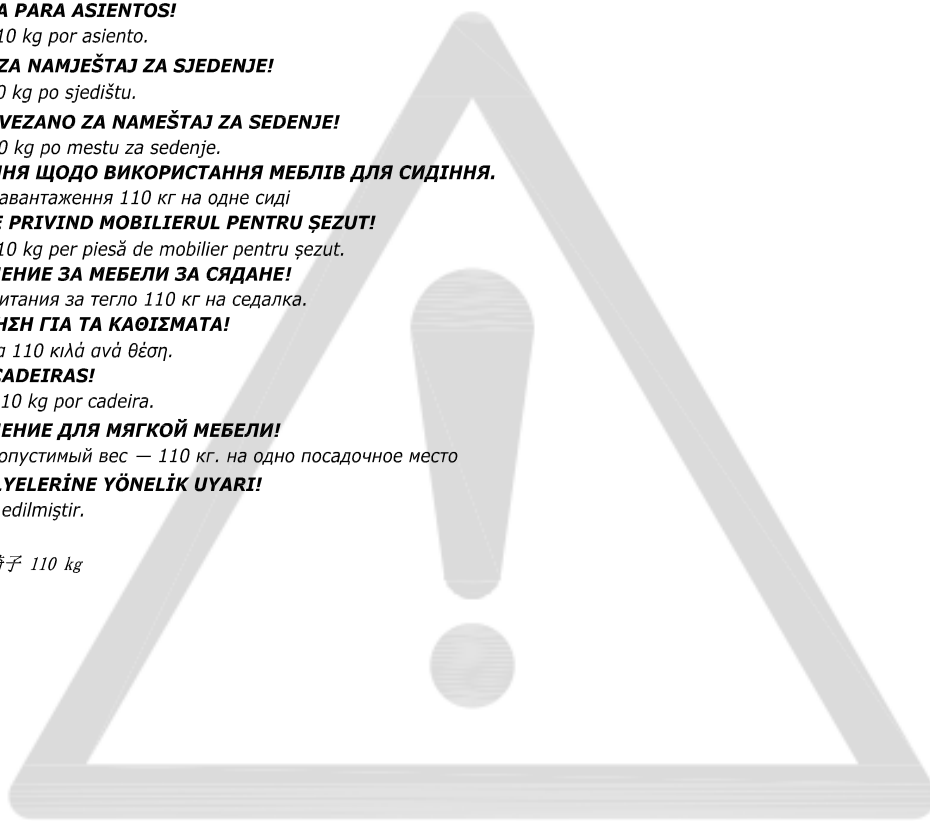 PARA ASIENTOS!
10 kg por asiento.
ZA NAMJEŠTAJ ZA SJEDENJE!
0 kg po sjedištu.
VEZANO ZA NAMEŠTAJ ZA SEDENJE!
0 kg po mestu za sedenje.
ННЯ ЩОДО ВИКОРИСТАННЯ МЕБЛІВ ДЛЯ СИДІННЯ.
авантаження 110 кг на одне сиді
E PRIVIND MOBILIERUL PENTRU ȘEZUT!
10 kg per piesă de mobilier pentru șezut.
ЕНИЕ ЗА МЕБЕЛИ ЗА СЯДАНЕ!
итания за тегло 110 кг на седалка.
ΗΣΗ ΓΙΑ ΤΑ ΚΑΘΙΣΜΑΤΑ!
α 110 κιλά ανά θέση.
CADEIRAS!
10 kg por cadeira.
ЕНИЕ ДЛЯ МЯГКОЙ МЕБЕЛИ!
опустимый вес — 110 кг. на одно посадочное место
LYELERİNE YÖNELİK UYARI!
edilmiştir.
子 110 kg